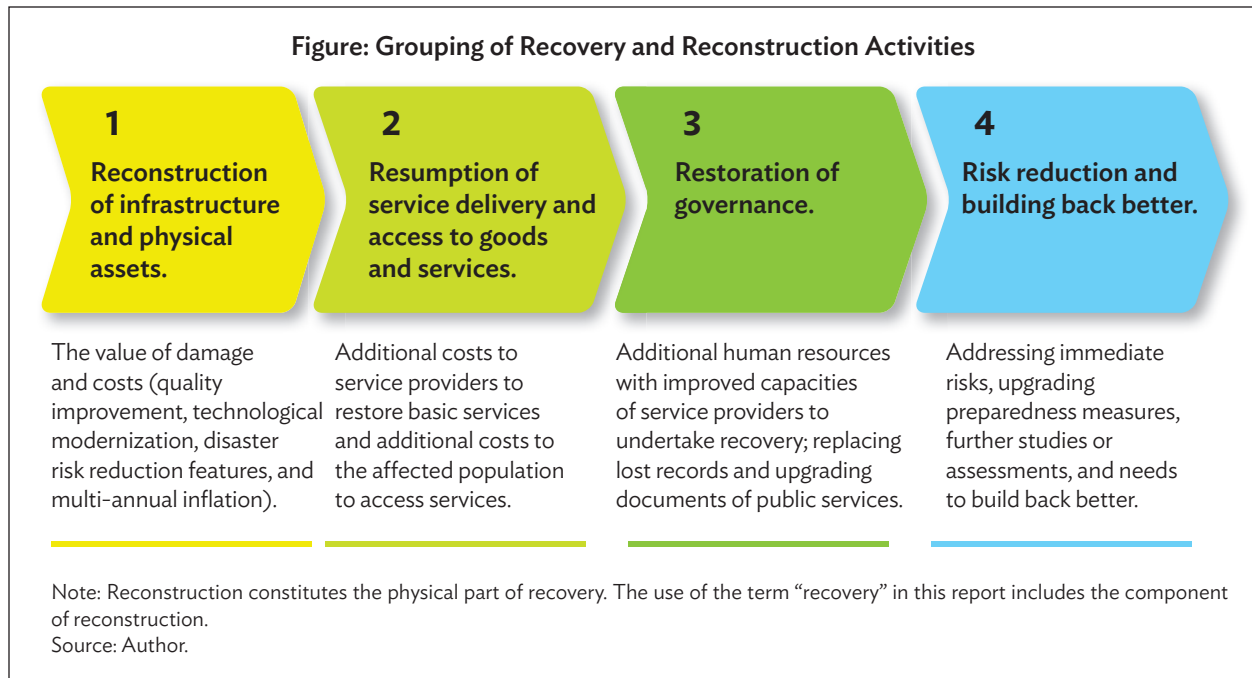 Figure: Grouping of Recovery and Reconstruction Activities
1
Reconstruction
of infrastructure
and physical
assets.
2
Resumption of
service delivery and
access to goods
and services.
3
Restoration of
governance.
4
Risk reduction and
building back better.
The value of damage
and costs (quality
improvement, technological
modernization, disaster
risk reduction features, and
multi-annual inflation).
Additional costs to
service providers to
restore basic services
and additional costs to
the affected population
to access services.
Additional human resources
with improved capacities
of service providers to
undertake recovery; replacing
lost records and upgrading
documents of public services.
Addressing immediate
risks, upgrading
preparedness measures,
further studies or
assessments, and needs
to build back better.
Note: Reconstruction constitutes the physical part of recovery. The use of the term “recovery” in this report includes the component
of reconstruction.
Source: Author.